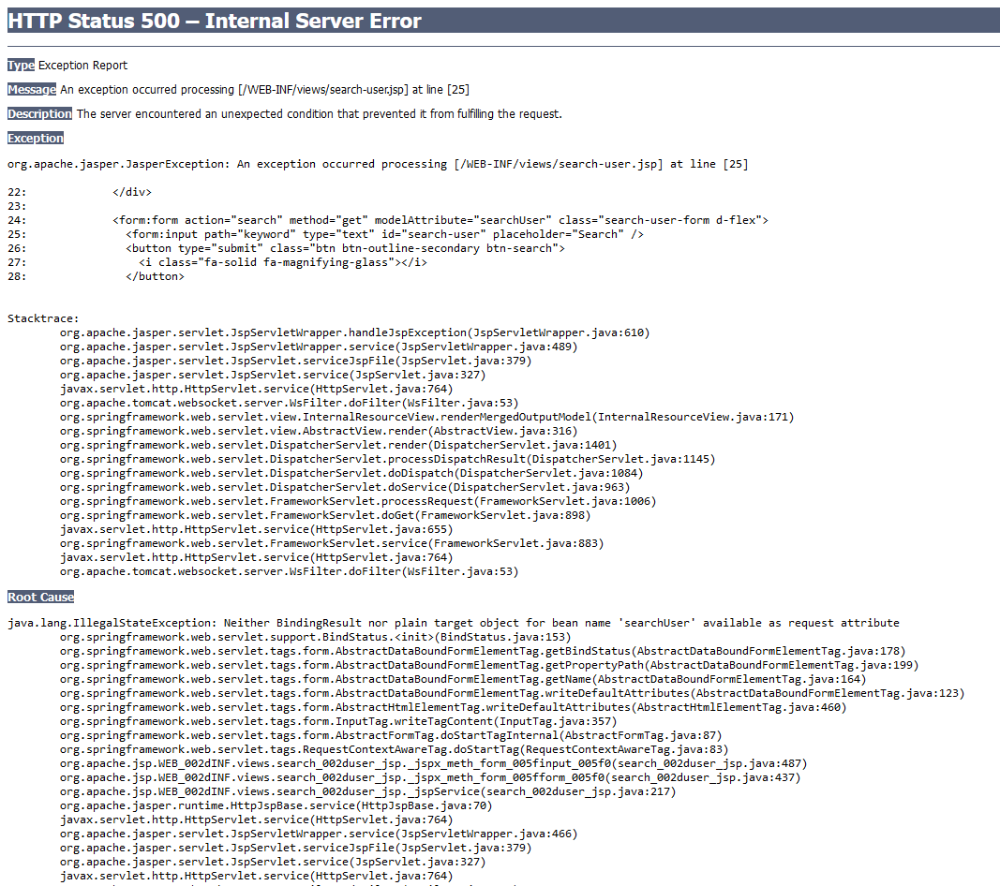 HTTP Status 500 – Internal Server Error
Type Exception Report
Message An exception occurred processing [/WEB-INF/views/search-user.jsp] at line [25]
Description The server encountered an unexpected condition that prevented it from fulfilling the request.
Exception
org.apache.jasper.JasperException: An exception occurred processing [/WEB-INF/views/search-user.jsp] at line [25]
22:             </div>
23:
24:             <form:form action="search" method="get" modelAttribute="searchUser" class="search-user-form d-flex">
25:               <form:input path="keyword" type="text" id="search-user" placeholder="Search" />
26:               <button type="submit" class="btn btn-outline-secondary btn-search">
27:                 <i class="fa-solid fa-magnifying-glass"></i>
28:               </button>
Stacktrace:
org.apache.jasper.servlet.JspServletWrapper.handleJspException(JspServletWrapper.java:610)
org.apache.jasper.servlet.JspServletWrapper.service(JspServletWrapper.java:489)
org.apache.jasper.servlet.JspServlet.serviceJspFile(JspServlet.java:379)
org.apache.jasper.servlet.JspServlet.service(JspServlet.java:327)
javax.servlet.http.HttpServlet.service(HttpServlet.java:764)
org.apache.tomcat.websocket.server.WsFilter.doFilter(WsFilter.java:53)
org.springframework.web.servlet.view.InternalResourceView.renderMergedOutputModel(InternalResourceView.java:171)
org.springframework.web.servlet.view.AbstractView.render(AbstractView.java:316)
org.springframework.web.servlet.DispatcherServlet.render(DispatcherServlet.java:1401)
org.springframework.web.servlet.DispatcherServlet.processDispatchResult(DispatcherServlet.java:1145)
org.springframework.web.servlet.DispatcherServlet.doDispatch(DispatcherServlet.java:1084)
org.springframework.web.servlet.DispatcherServlet.doService(DispatcherServlet.java:963)
org.springframework.web.servlet.FrameworkServlet.processRequest(FrameworkServlet.java:1006)
org.springframework.web.servlet.FrameworkServlet.doGet(FrameworkServlet.java:898)
javax.servlet.http.HttpServlet.service(HttpServlet.java:655)
org.springframework.web.servlet.FrameworkServlet.service(FrameworkServlet.java:883)
javax.servlet.http.HttpServlet.service(HttpServlet.java:764)
org.apache.tomcat.websocket.server.WsFilter.doFilter(WsFilter.java:53)
Root Cause
java.lang.IllegalStateException: Neither BindingResult nor plain target object for bean name 'searchUser' available as request attribute
org.springframework.web.servlet.support.BindStatus.<init>(BindStatus.java:153)
org.springframework.web.servlet.tags.form.AbstractDataBoundFormElementTag.getBindStatus(AbstractDataBoundFormElementTag.java:178)
org.springframework.web.servlet.tags.form.AbstractDataBoundFormElementTag.getPropertyPath(AbstractDataBoundFormElementTag.java:199)
org.springframework.web.servlet.tags.form.AbstractDataBoundFormElementTag.getName(AbstractDataBoundFormElementTag.java:164)
org.springframework.web.servlet.tags.form.AbstractDataBoundFormElementTag.writeDefaultAttributes(AbstractDataBoundFormElementTag.java:123)
org.springframework.web.servlet.tags.form.AbstractHtmlElementTag.writeDefaultAttributes(AbstractHtmlElementTag.java:460)
org.springframework.web.servlet.tags.form.InputTag.writeTagContent(InputTag.java:357)
org.springframework.web.servlet.tags.form.AbstractFormTag.doStartTagInternal(AbstractFormTag.java:87)
org.springframework.web.servlet.tags.RequestContextAwareTag.doStartTag(RequestContextAwareTag.java:83)
org.apache.jsp.WEB_002dINF.views.search_002duser_jsp._jspx_meth_form_005finput_005f0(search_002duser_jsp.java:487)
org.apache.jsp.WEB_002dINF.views.search_002duser_jsp._jspx_meth_form_005fform_005f0(search_002duser_jsp.java:437)
org.apache.jsp.WEB_002dINF.views.search_002duser_jsp._jspService(search_002duser_jsp.java:217)
org.apache.jasper.runtime.HttpJspBase.service(HttpJspBase.java:70)
javax.servlet.http.HttpServlet.service(HttpServlet.java:764)
org.apache.jasper.servlet.JspServletWrapper.service(JspServletWrapper.java:466)
org.apache.jasper.servlet.JspServlet.serviceJspFile(JspServlet.java:379)
org.apache.jasper.servlet.JspServlet.service(JspServlet.java:327)
javax.servlet.http.HttpServlet.service(HttpServlet.java:764)